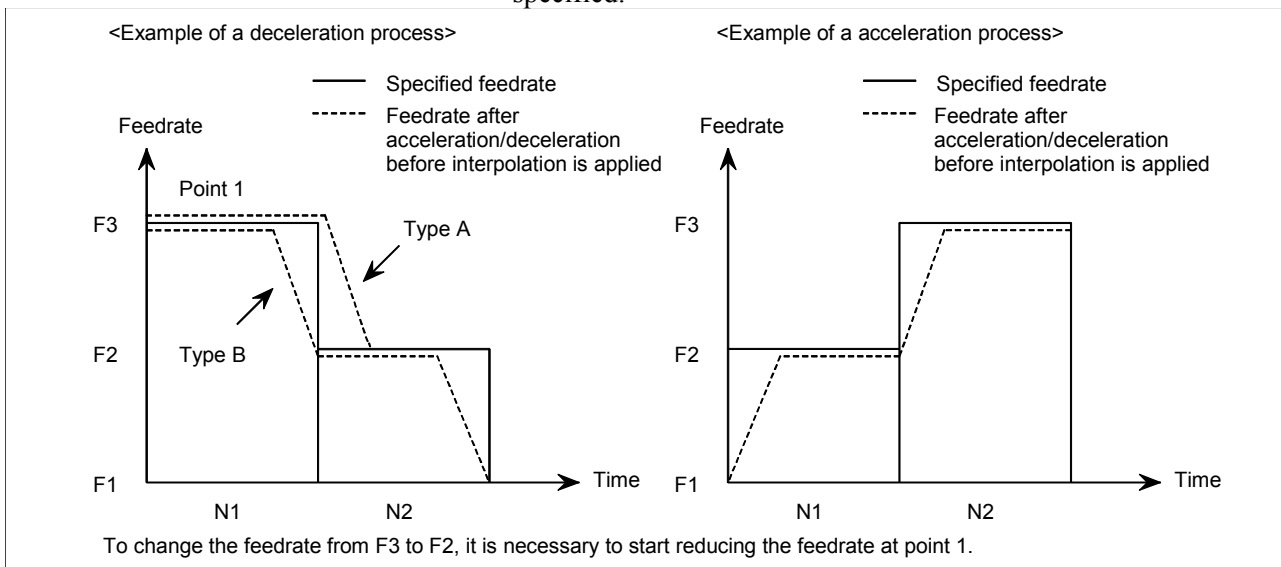 specified.
<Example of a deceleration process>
Specified feedrate
Feedrate after
acceleration/deceleration
before interpolation is applied
Feedrate
Point 1
F3
Type A
F2
Type B
F1
Time
N1
N2
<Example of a acceleration process>
Specified feedrate
Feedrate after
acceleration/deceleration
before interpolation is applied
Feedrate
F3
F2
F1
Time
N1
N2
To change the feedrate from F3 to F2, it is necessary to start reducing the feedrate at point 1.